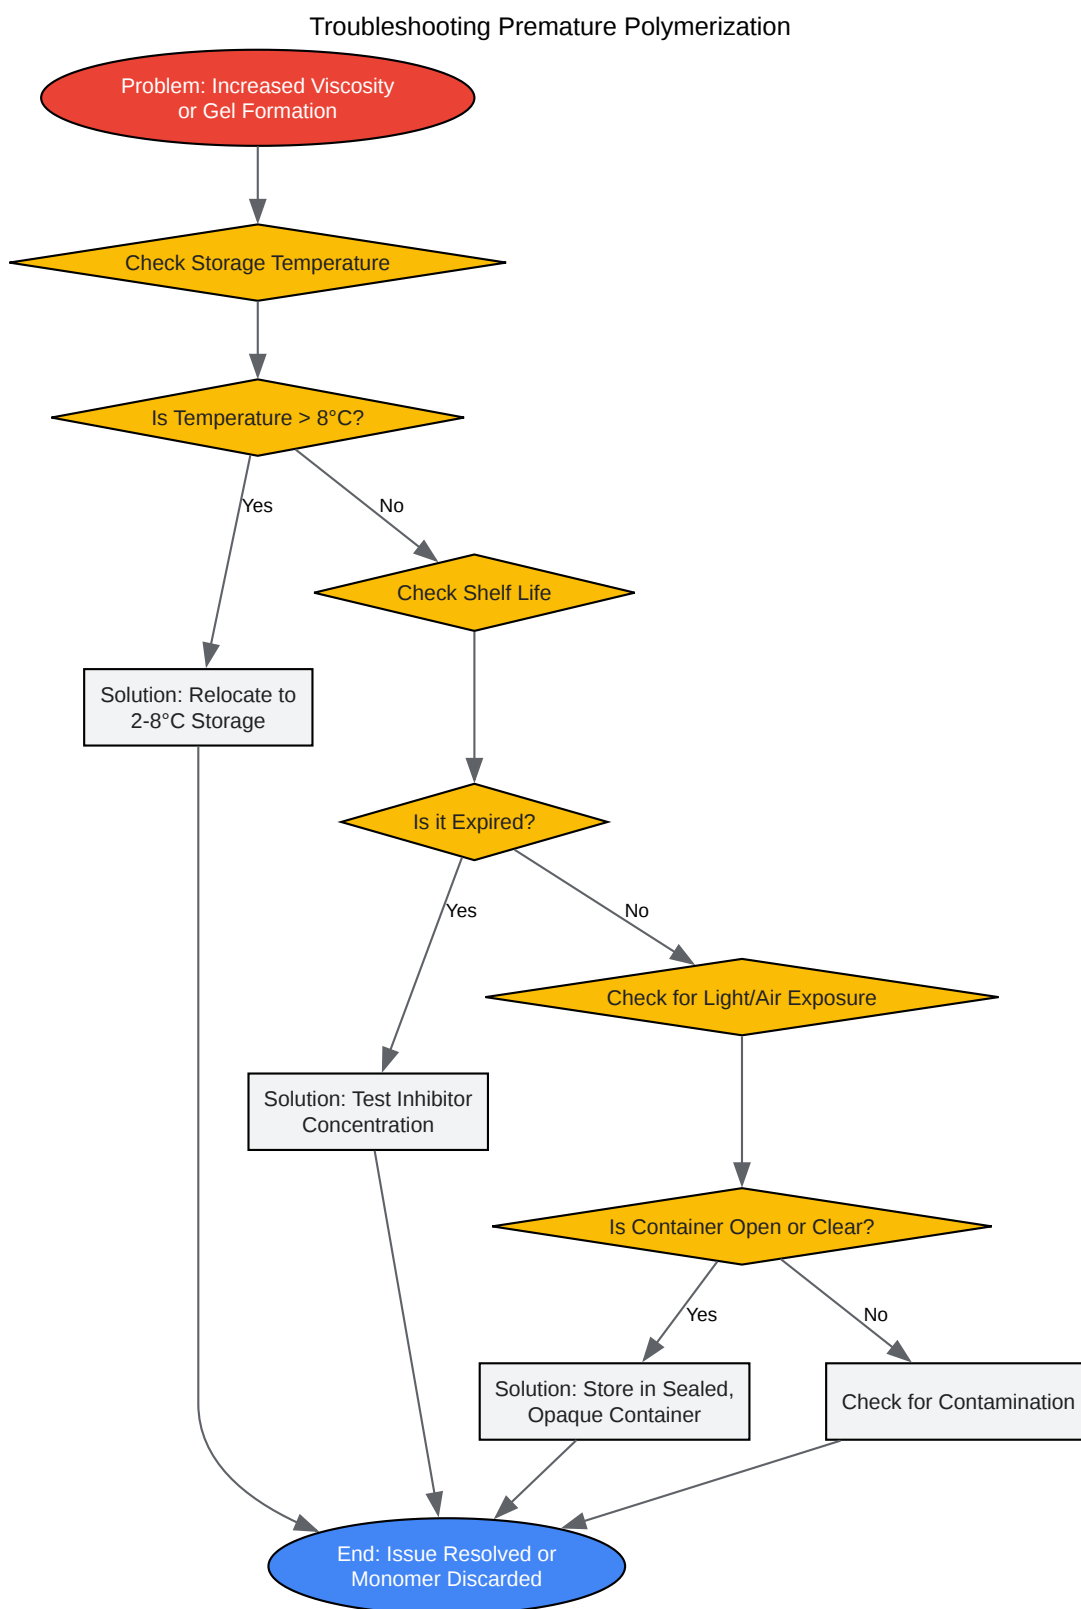 Troubleshooting Premature Polymerization
Problem: Increased Viscosity
or Gel Formation
Check Storage Temperature
Is Temperature > 8°C?
Yes
No
Check Shelf Life
Solution: Relocate to
2-8°C Storage
Is it Expired?
Yes
No
Check for Light/Air Exposure
Solution: Test Inhibitor
Concentration
Is Container Open or Clear?
Yes
No
Solution: Store in Sealed,
Opaque Container
Check for Contamination
End: Issue Resolved or
Monomer Discarded